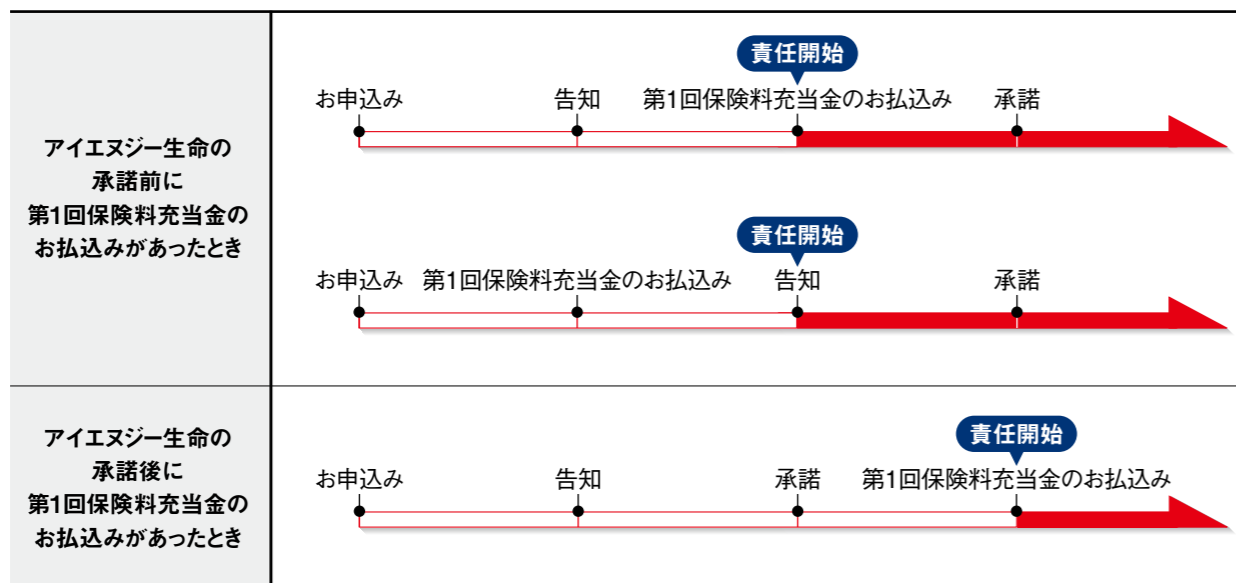 アイエヌジー生命の
承諾前に
第1回保険料充当金の
お払込みがあったとき
責任開始
お申込み 告知 第1回保険料充当金のお払込み 承諾
責任開始
お申込み 第1回保険料充当金のお払込み 告知 承諾
アイエヌジー生命の
承諾後に
第1回保険料充当金の
お払込みがあったとき
責任開始
お申込み 告知 承諾 第1回保険料充当金のお払込み